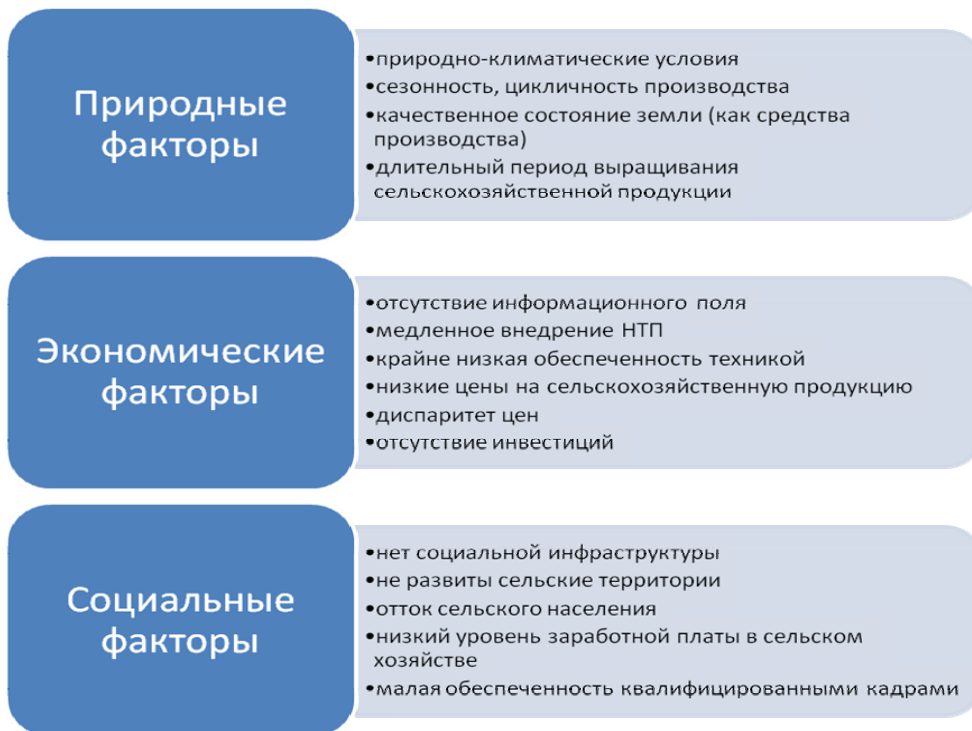 Природные
факторы
•природно-климатические условия
•сезонность, цикличность производства
•качественное состояние земли (как средства
производства)
•длительный период выращивания
сельскохозяйственной продукции
Экономические
факторы
•отсутствие информационного поля
•медленное внедрение НТП
•крайне низкая обеспеченность техникой
•низкие цены на сельскохозяйственную продукцию
•диспаритет цен
•отсутствие инвестиций
Социальные
факторы
•нет социальной инфраструктуры
•не развиты сельские территории
•отток сельского населения
•низкий уровень заработной платы в сельском
хозяйстве
•малая обеспеченность квалифицированными кадрами